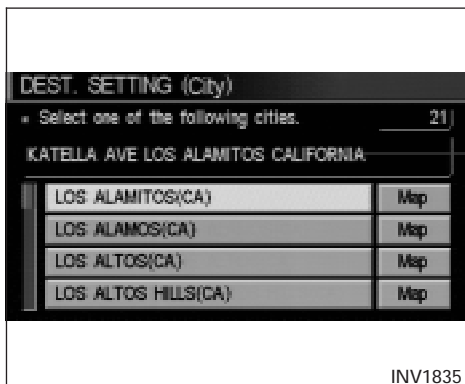 DEST. SETTING (City)
Select one of the following cities.
21
KATELLA AVE LOS ALAMITOS CALIFORNIA
LOS ALAMITOS(CA) Map
LOS ALAMOS(CA) Map
LOS ALTOS(CA) Map
LOS ALTOS HILLS(CA) Map
INV1835